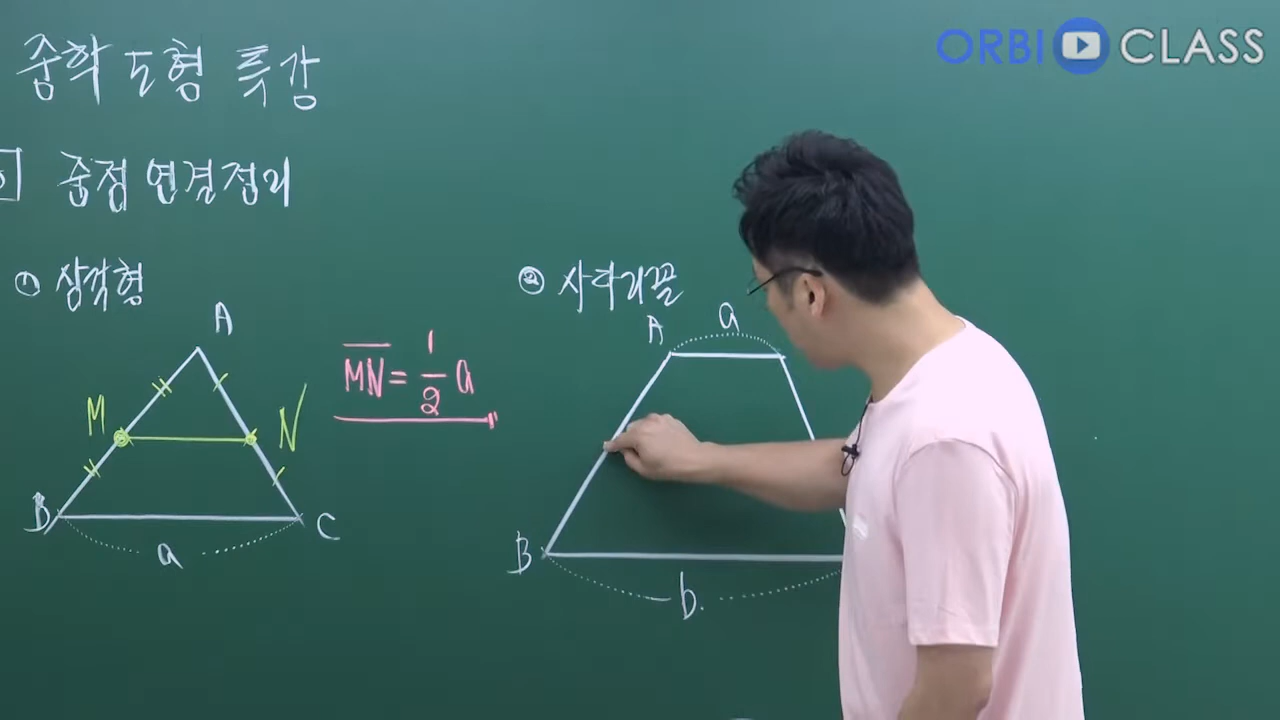 ORBI CLASS
중학 도형 특강
중점 연결 정리
① 삼각형
A
M
N
B
C
a
MN = 1/2 a
② 사다리꼴
A
a
B
b